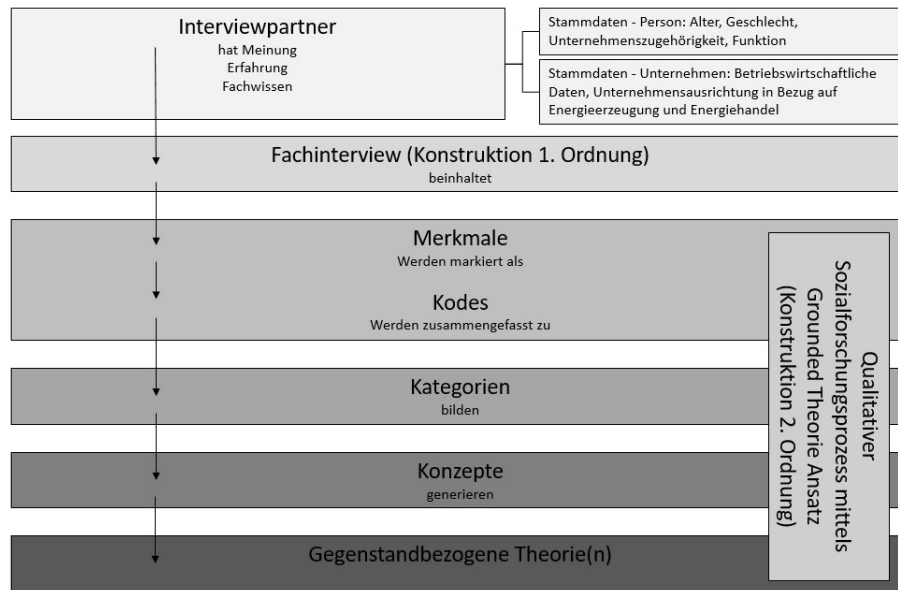 Interviewpartner
hat Meinung
Erfahrung
Fachwissen
Stammdaten - Person: Alter, Geschlecht,
Unternehmenszugehörigkeit, Funktion
Stammdaten - Unternehmen: Betriebswirtschaftliche
Daten, Unternehmensausrichtung in Bezug auf
Energieerzeugung und Energiehandel
Fachinterview (Konstruktion 1. Ordnung)
beinhaltet
Merkmale
Werden markiert als
Kodes
Werden zusammengefasst zu
Kategorien
bilden
Konzepte
generieren
Gegenstandbezogene Theorie(n)
Qualitativer
Sozialforschungsprozess mittels
Grounded Theorie Ansatz
(Konstruktion 2. Ordnung)